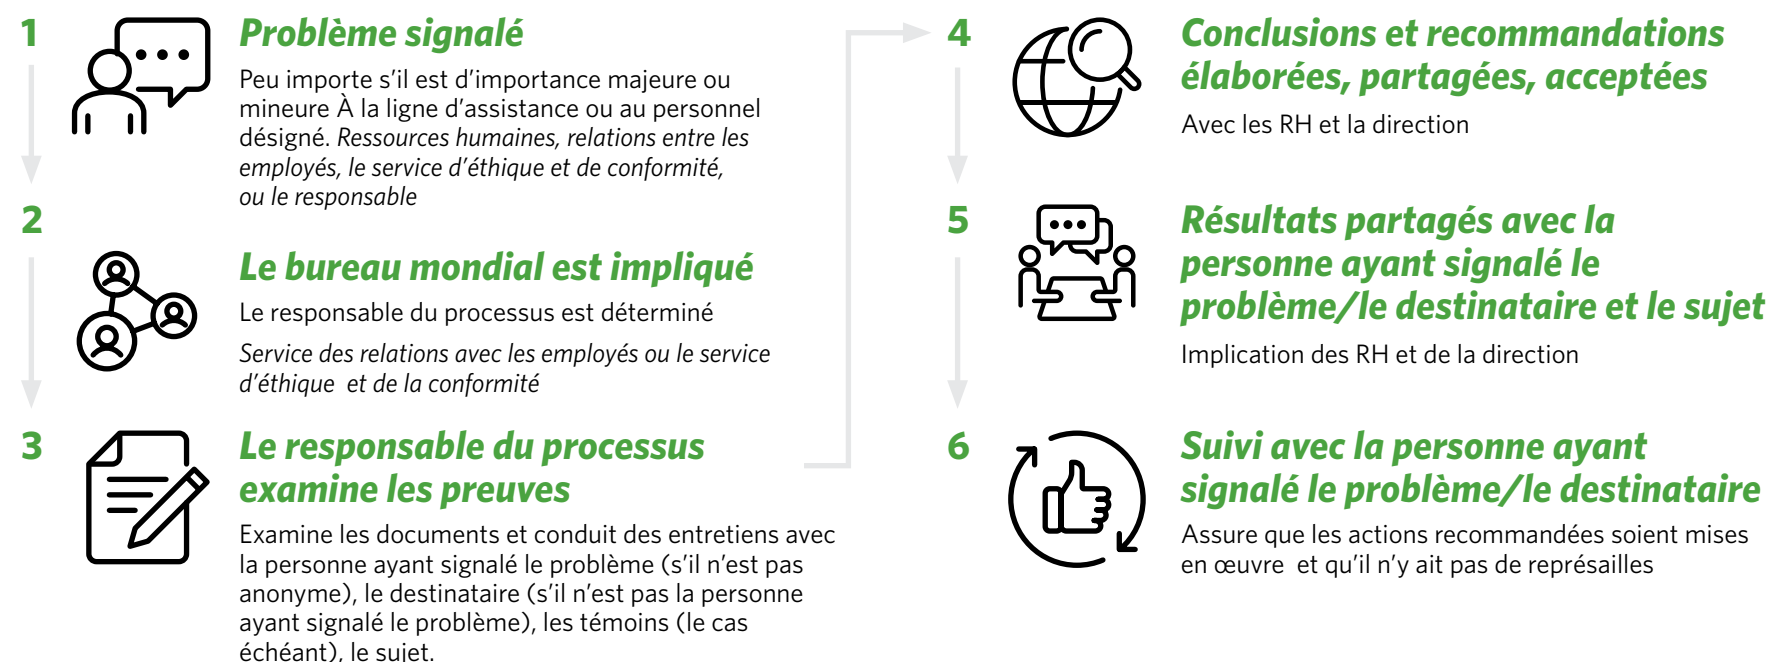 1
Problème signalé
Peu importe s’il est d’importance majeure ou
mineure À la ligne d’assistance ou au personnel
désigné. Ressources humaines, relations entre les
employés, le service d’éthique et de conformité,
ou le responsable
2
Le bureau mondial est impliqué
Le responsable du processus est déterminé
Service des relations avec les employés ou le service
d’éthique et de la conformité
3
Le responsable du processus
examine les preuves
Examine les documents et conduit des entretiens avec
la personne ayant signalé le problème (s’il n’est pas
anonyme), le destinataire (s’il n’est pas la personne
ayant signalé le problème), les témoins (le cas
échéant), le sujet.
4
Conclusions et recommandations
élaborées, partagées, acceptées
Avec les RH et la direction
5
Résultats partagés avec la
personne ayant signalé le
problème/le destinataire et le sujet
Implication des RH et de la direction
6
Suivi avec la personne ayant
signalé le problème/le destinataire
Assure que les actions recommandées soient mises
en œuvre et qu’il n’y ait pas de représailles